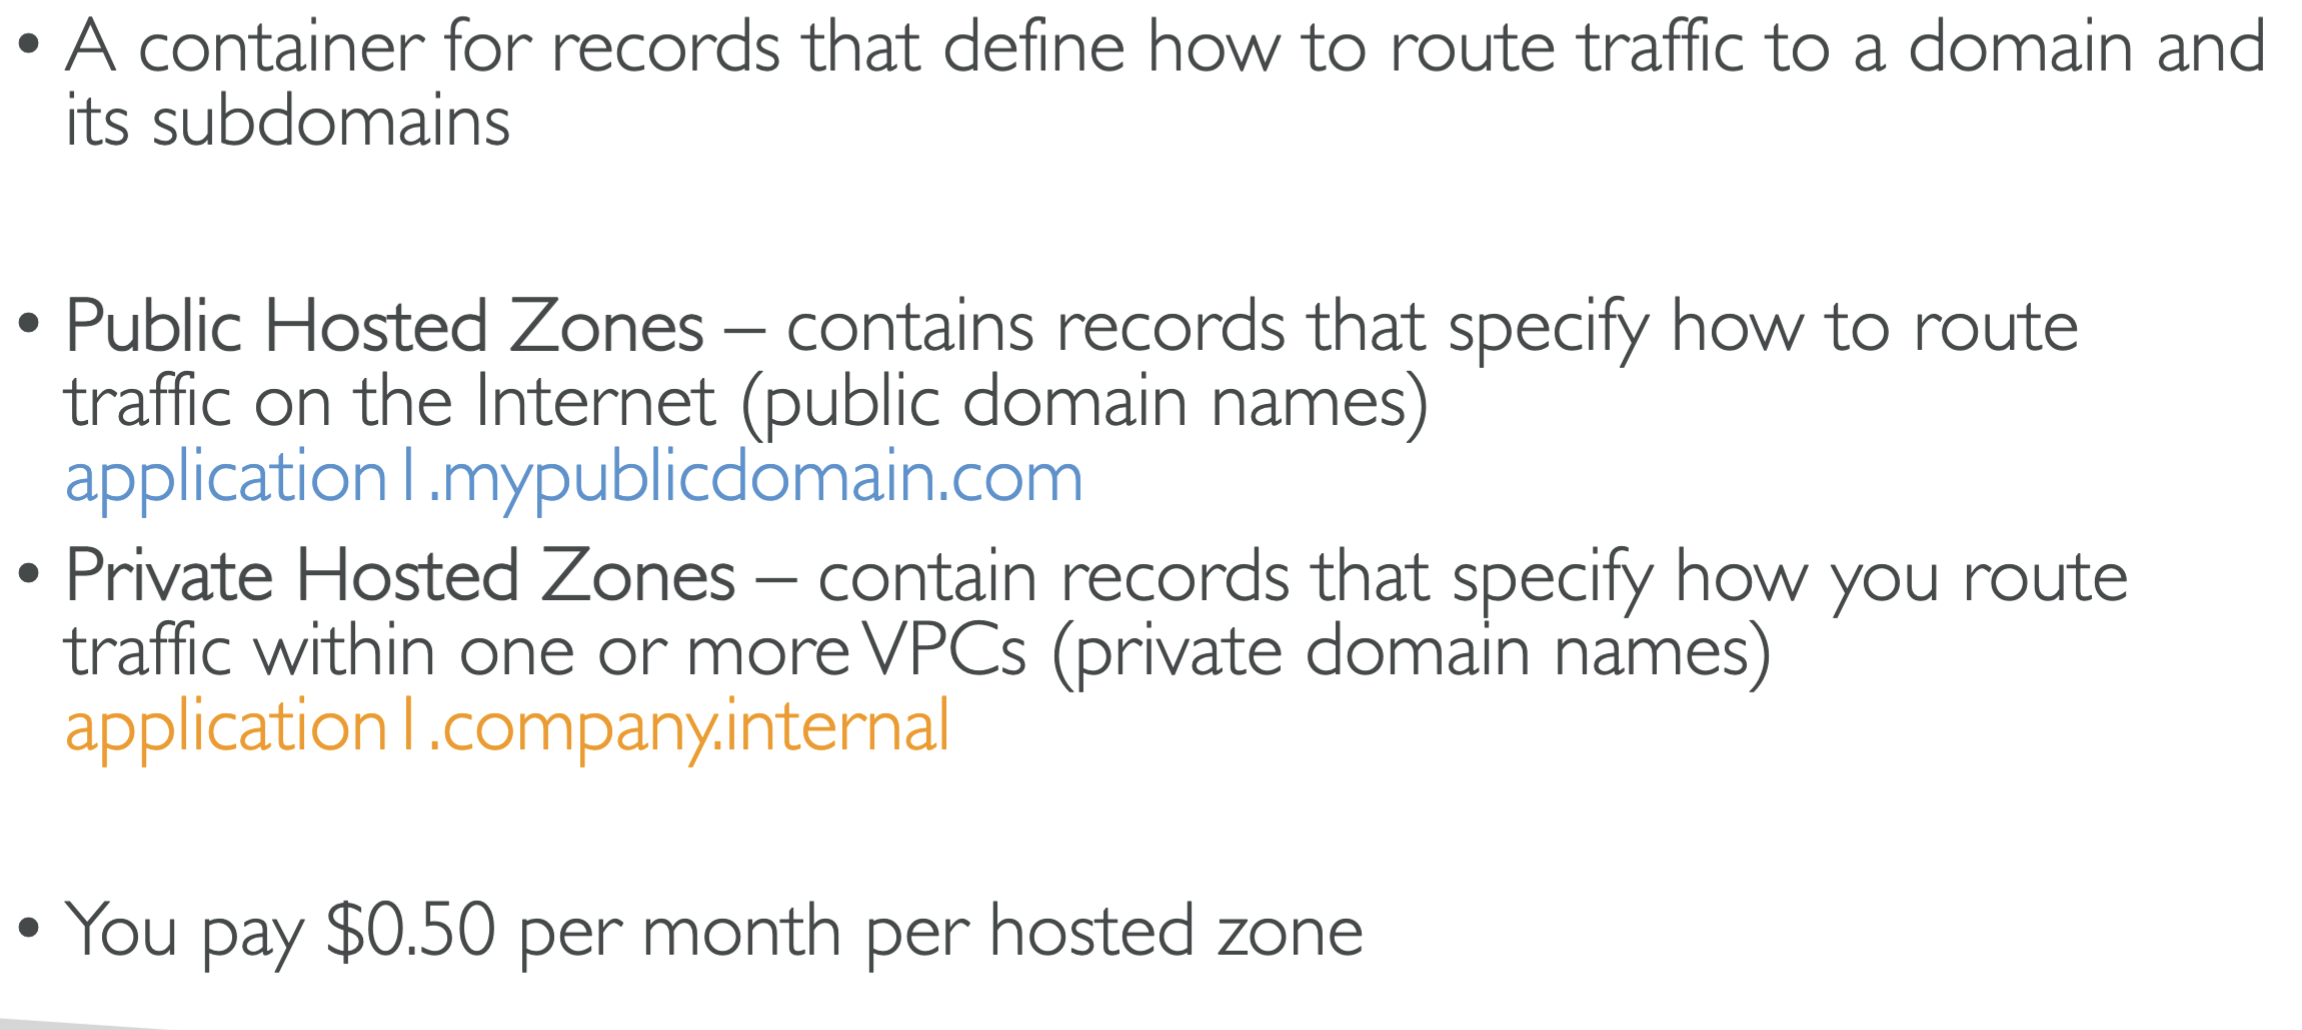 • A container for records that define how to route traffic to a domain and
its subdomains
• Public Hosted Zones – contains records that specify how to route
traffic on the Internet (public domain names)
application1.mypublicdomain.com
• Private Hosted Zones – contain records that specify how you route
traffic within one or more VPCs (private domain names)
application1.company.internal
• You pay $0.50 per month per hosted zone